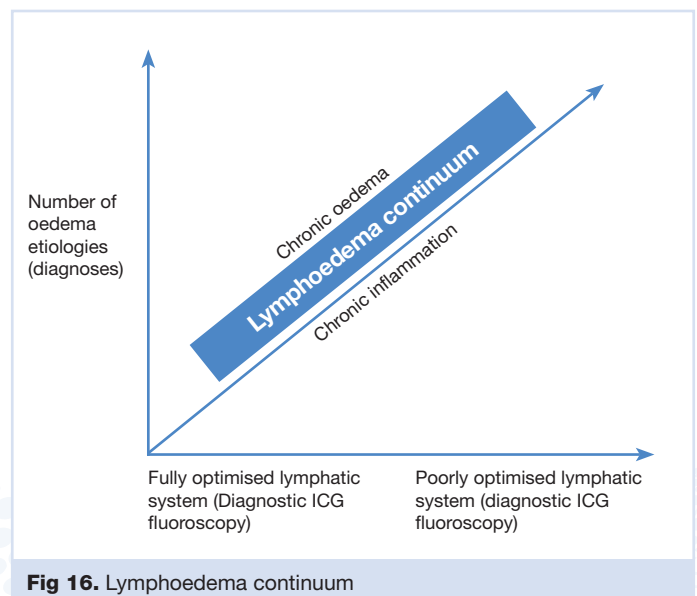 Number of
oedema
etiologies
(diagnoses)
Chronic oedema
Lymphoedema continuum
Chronic inflammation
Fully optimised lymphatic
system (Diagnostic ICG
fluoroscopy)
Poorly optimised lymphatic
system (diagnostic ICG
fluoroscopy)
Fig 16. Lymphoedema continuum